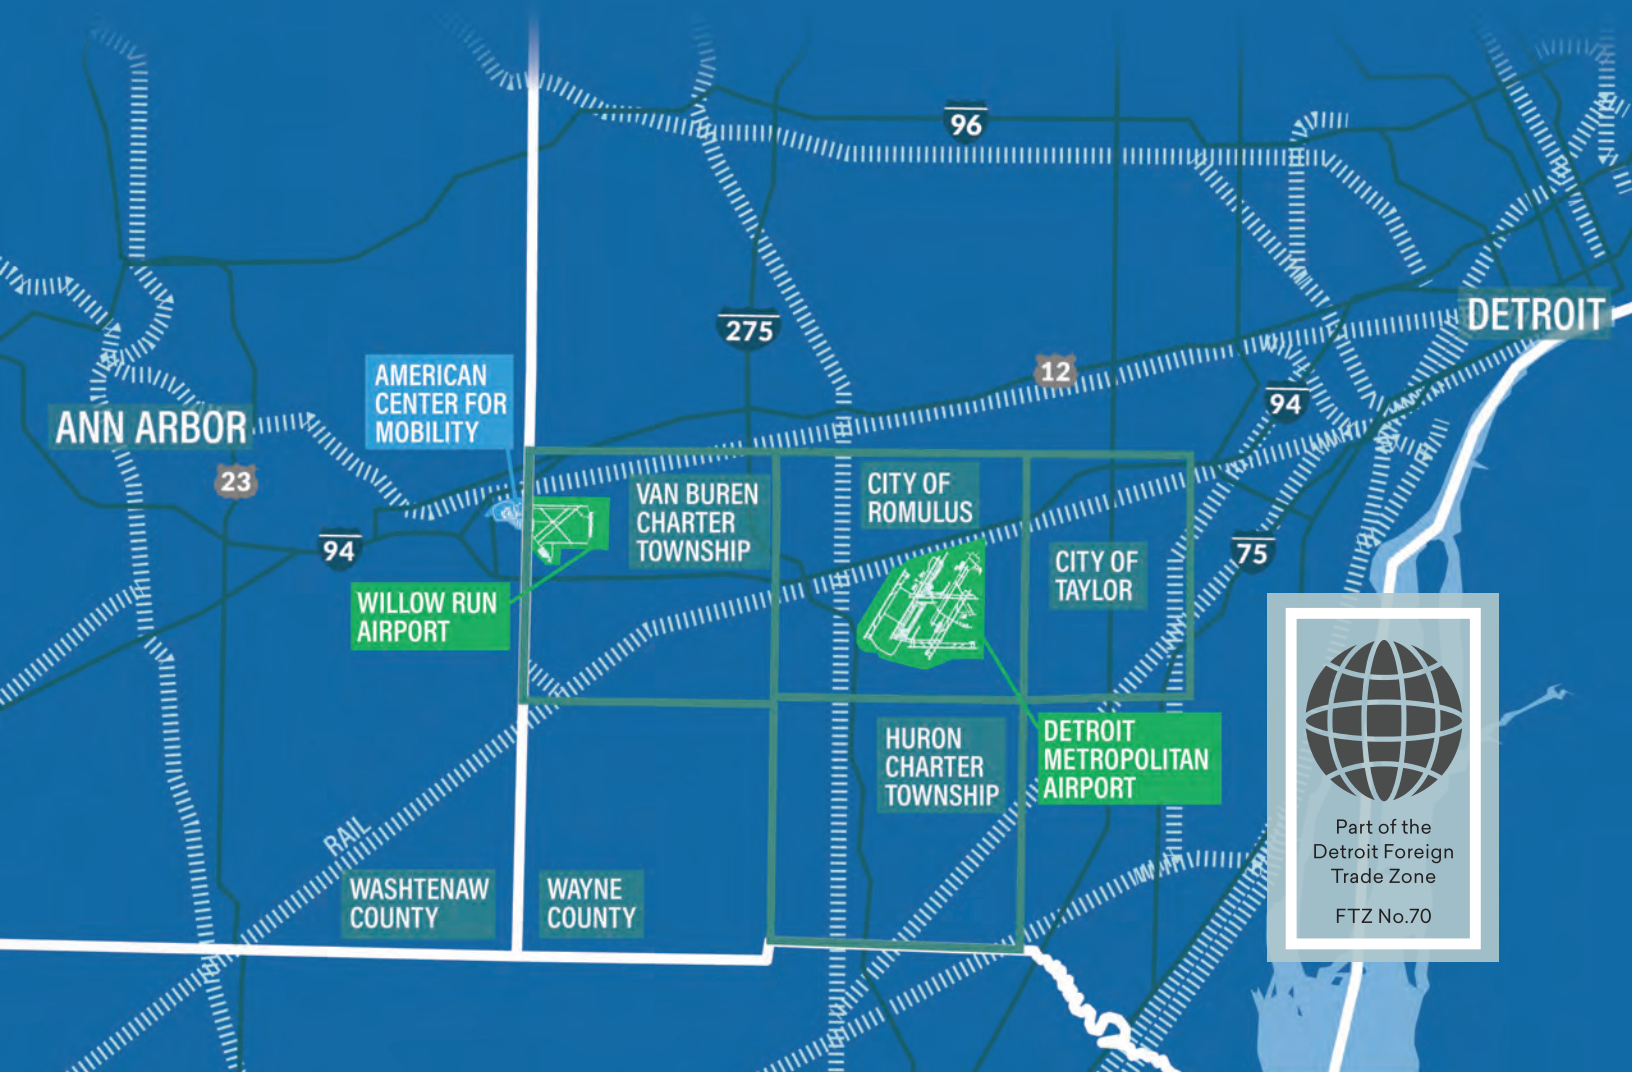 96
275
DETROIT
12
AMERICAN
CENTER FOR
MOBILITY
94
ANN ARBOR
23
VAN BUREN
CHARTER
TOWNSHIP
CITY OF
ROMULUS
94
75
CITY OF
TAYLOR
WILLOW RUN
AIRPORT
DETROIT
METROPOLITAN
AIRPORT
HURON
CHARTER
TOWNSHIP
RAIL
WASHTENAW
COUNTY
WAYNE
COUNTY
Part of the
Detroit Foreign
Trade Zone
FTZ No.70